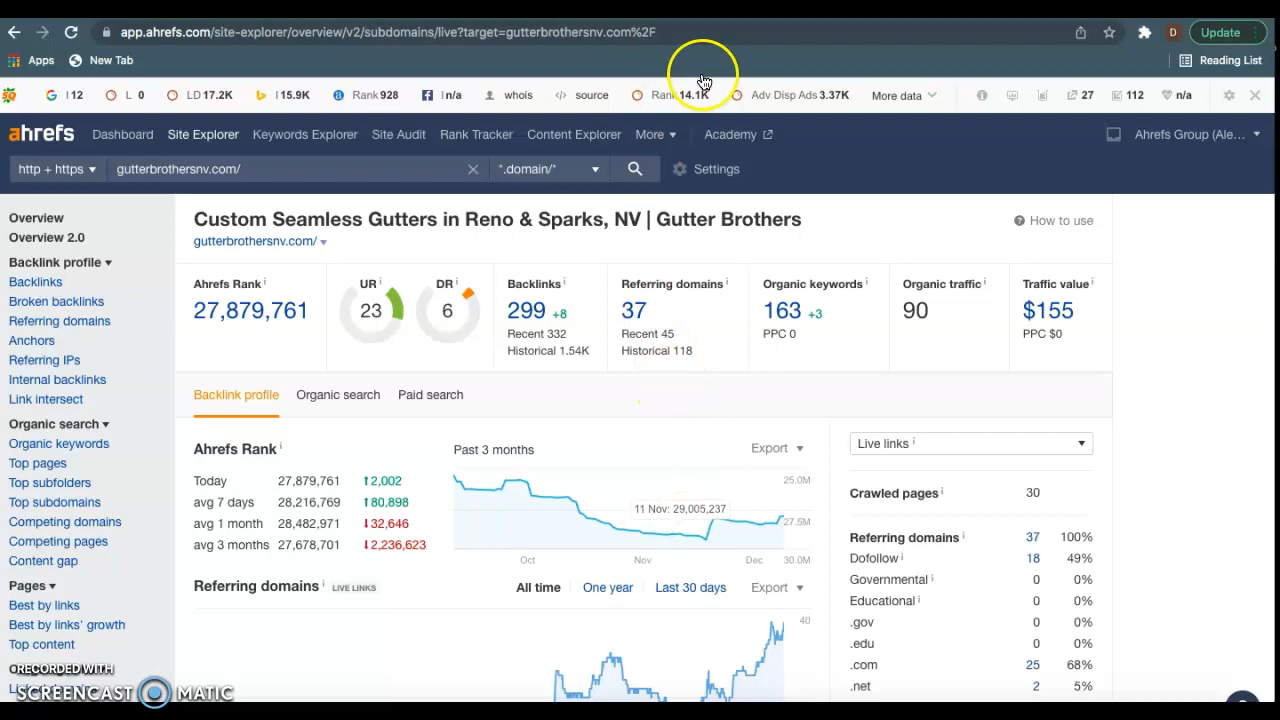 app.ahrefs.com/site-explorer/overview/v2/subdomains/live?target=gutterbrothersnv.com%2F
D
Update
Apps
New Tab
Reading List
I 12
L 0
LD 17.2K
I 15.9K
Rank 928
I n/a
whois
source
Rank 14.1K
Adv Disp Ads 3.37K
More data
27
112
n/a
ahrefs
Dashboard
Site Explorer
Keywords Explorer
Site Audit
Rank Tracker
Content Explorer
More
Academy
Ahrefs Group (Ale...
http + https
gutterbrothersnv.com/
*.domain/*
Settings
Overview
Overview 2.0
Backlink profile
Backlinks
Broken backlinks
Referring domains
Anchors
Referring IPs
Internal backlinks
Link intersect
Organic search
Organic keywords
Top pages
Top subfolders
Top subdomains
Competing domains
Competing pages
Content gap
Pages
Best by links
Best by links' growth
Top content
Custom Seamless Gutters in Reno & Sparks, NV | Gutter Brothers
How to use
gutterbrothersnv.com/
Ahrefs Rank
27,879,761
UR
23
DR
6
Backlinks
299 +8
Recent 332
Historical 1.54K
Referring domains
37
Recent 45
Historical 118
Organic keywords
163 +3
PPC 0
Organic traffic
90
Traffic value
$155
PPC $0
Backlink profile
Organic search
Paid search
Ahrefs Rank
Today 27,879,761 ↑2,002
avg 7 days 28,216,769 ↑80,898
avg 1 month 28,482,971 ↓32,646
avg 3 months 27,678,701 ↓2,236,623
Past 3 months
Export
25.0M
11 Nov: 29,005,237
27.5M
Oct Nov Dec 30.0M
Referring domains LIVE LINKS
All time
One year
Last 30 days
Export
40
Live links
Crawled pages 30
Referring domains 37 100%
Dofollow 18 49%
Governmental 0 0%
Educational 0 0%
.gov 0 0%
.edu 0 0%
.com 25 68%
.net 2 5%
RECORDED WITH
SCREENCAST MATIC